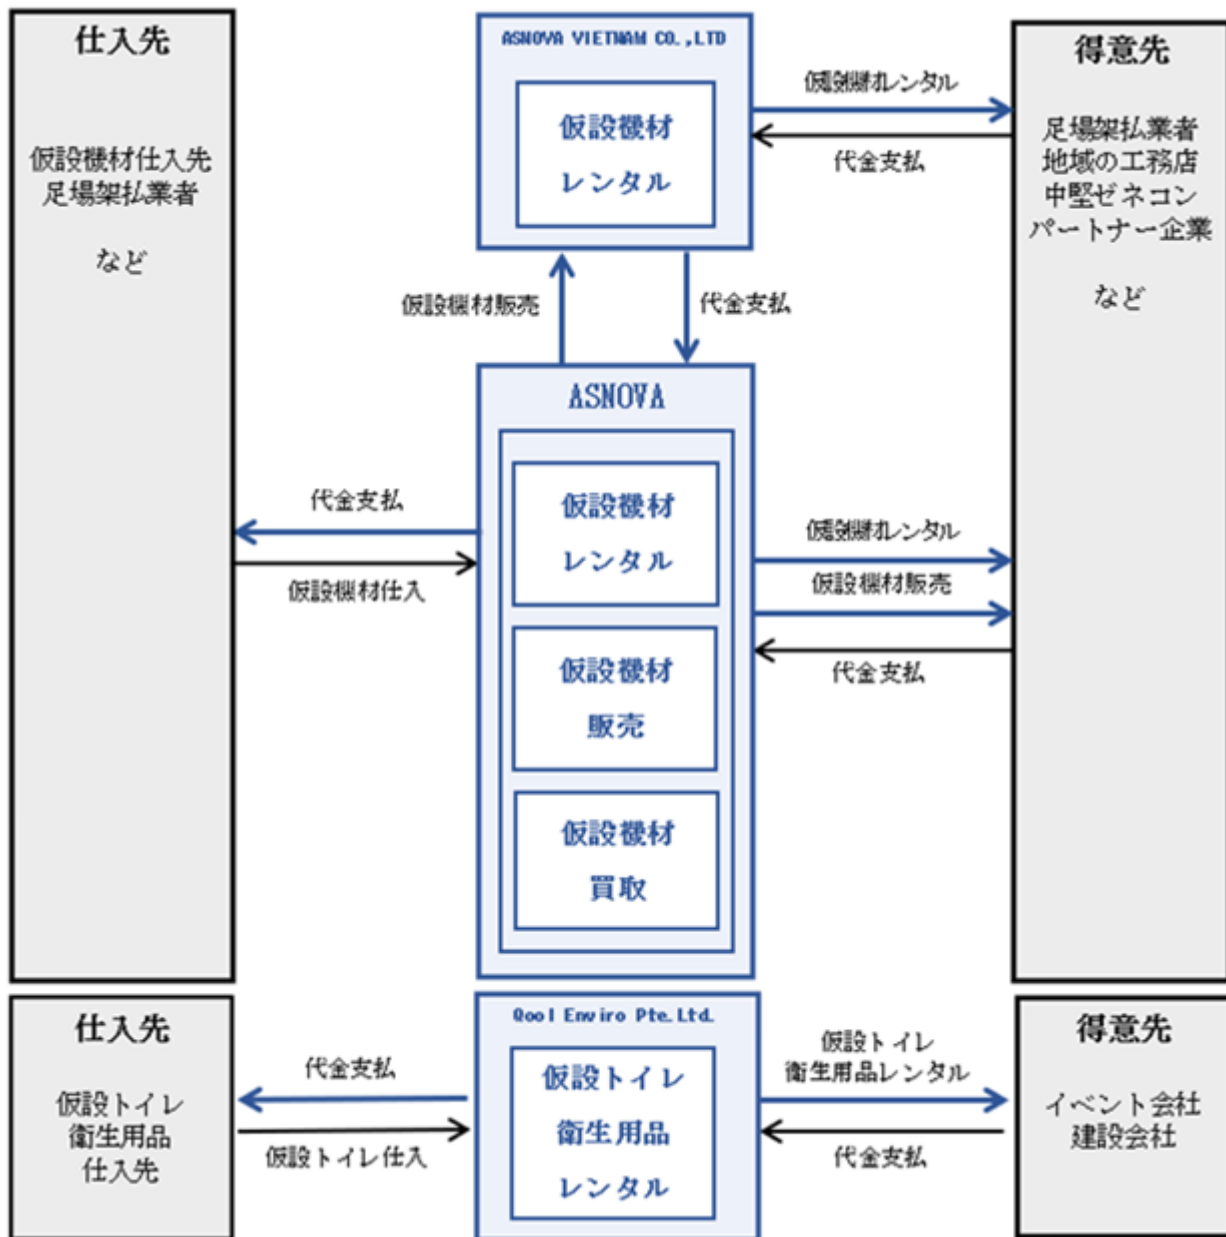 仕入先
仮設機材仕入先
足場架払業者
など
ASNOVA VIETNAM CO.,LTD
仮設機材
レンタル
仮設機材レンタル
代金支払
得意先
足場架払業者
地域の工務店
中堅ゼネコン
パートナー企業
など
仮設機材販売
代金支払
ASNOVA
仮設機材
レンタル
仮設機材
販売
仮設機材
買取
代金支払
仮設機材仕入
仮設機材レンタル
仮設機材販売
代金支払
仕入先
仮設トイレ
衛生用品
仕入先
代金支払
仮設トイレ仕入
Qool Enviro Pte.Ltd.
仮設トイレ
衛生用品
レンタル
仮設トイレ
衛生用品レンタル
代金支払
得意先
イベント会社
建設会社